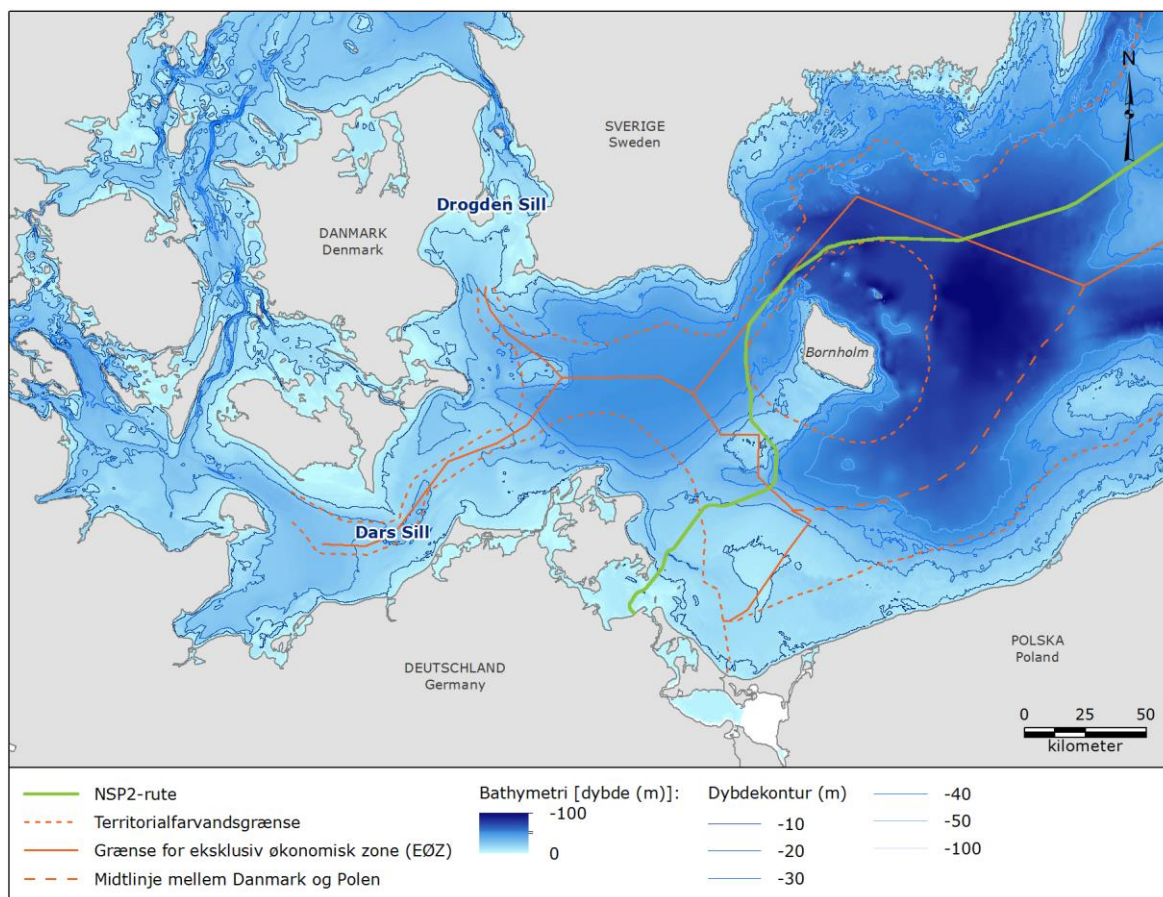 N
SVERIGE
Sweden
Drogden Sill
DANMARK
Denmark
Bornholm
Dars Sill
POLSKA
Poland
DEUTSCHLAND
Germany
0 25 50
kilometer
NSP2-rute
Territorialfarvandsgrænse
Grænse for eksklusiv økonomisk zone (EØZ)
Midtlinje mellem Danmark og Polen
Bathymetri [dybde (m)]:
-100
0
Dybdekontur (m)
-10
-20
-30
-40
-50
-100